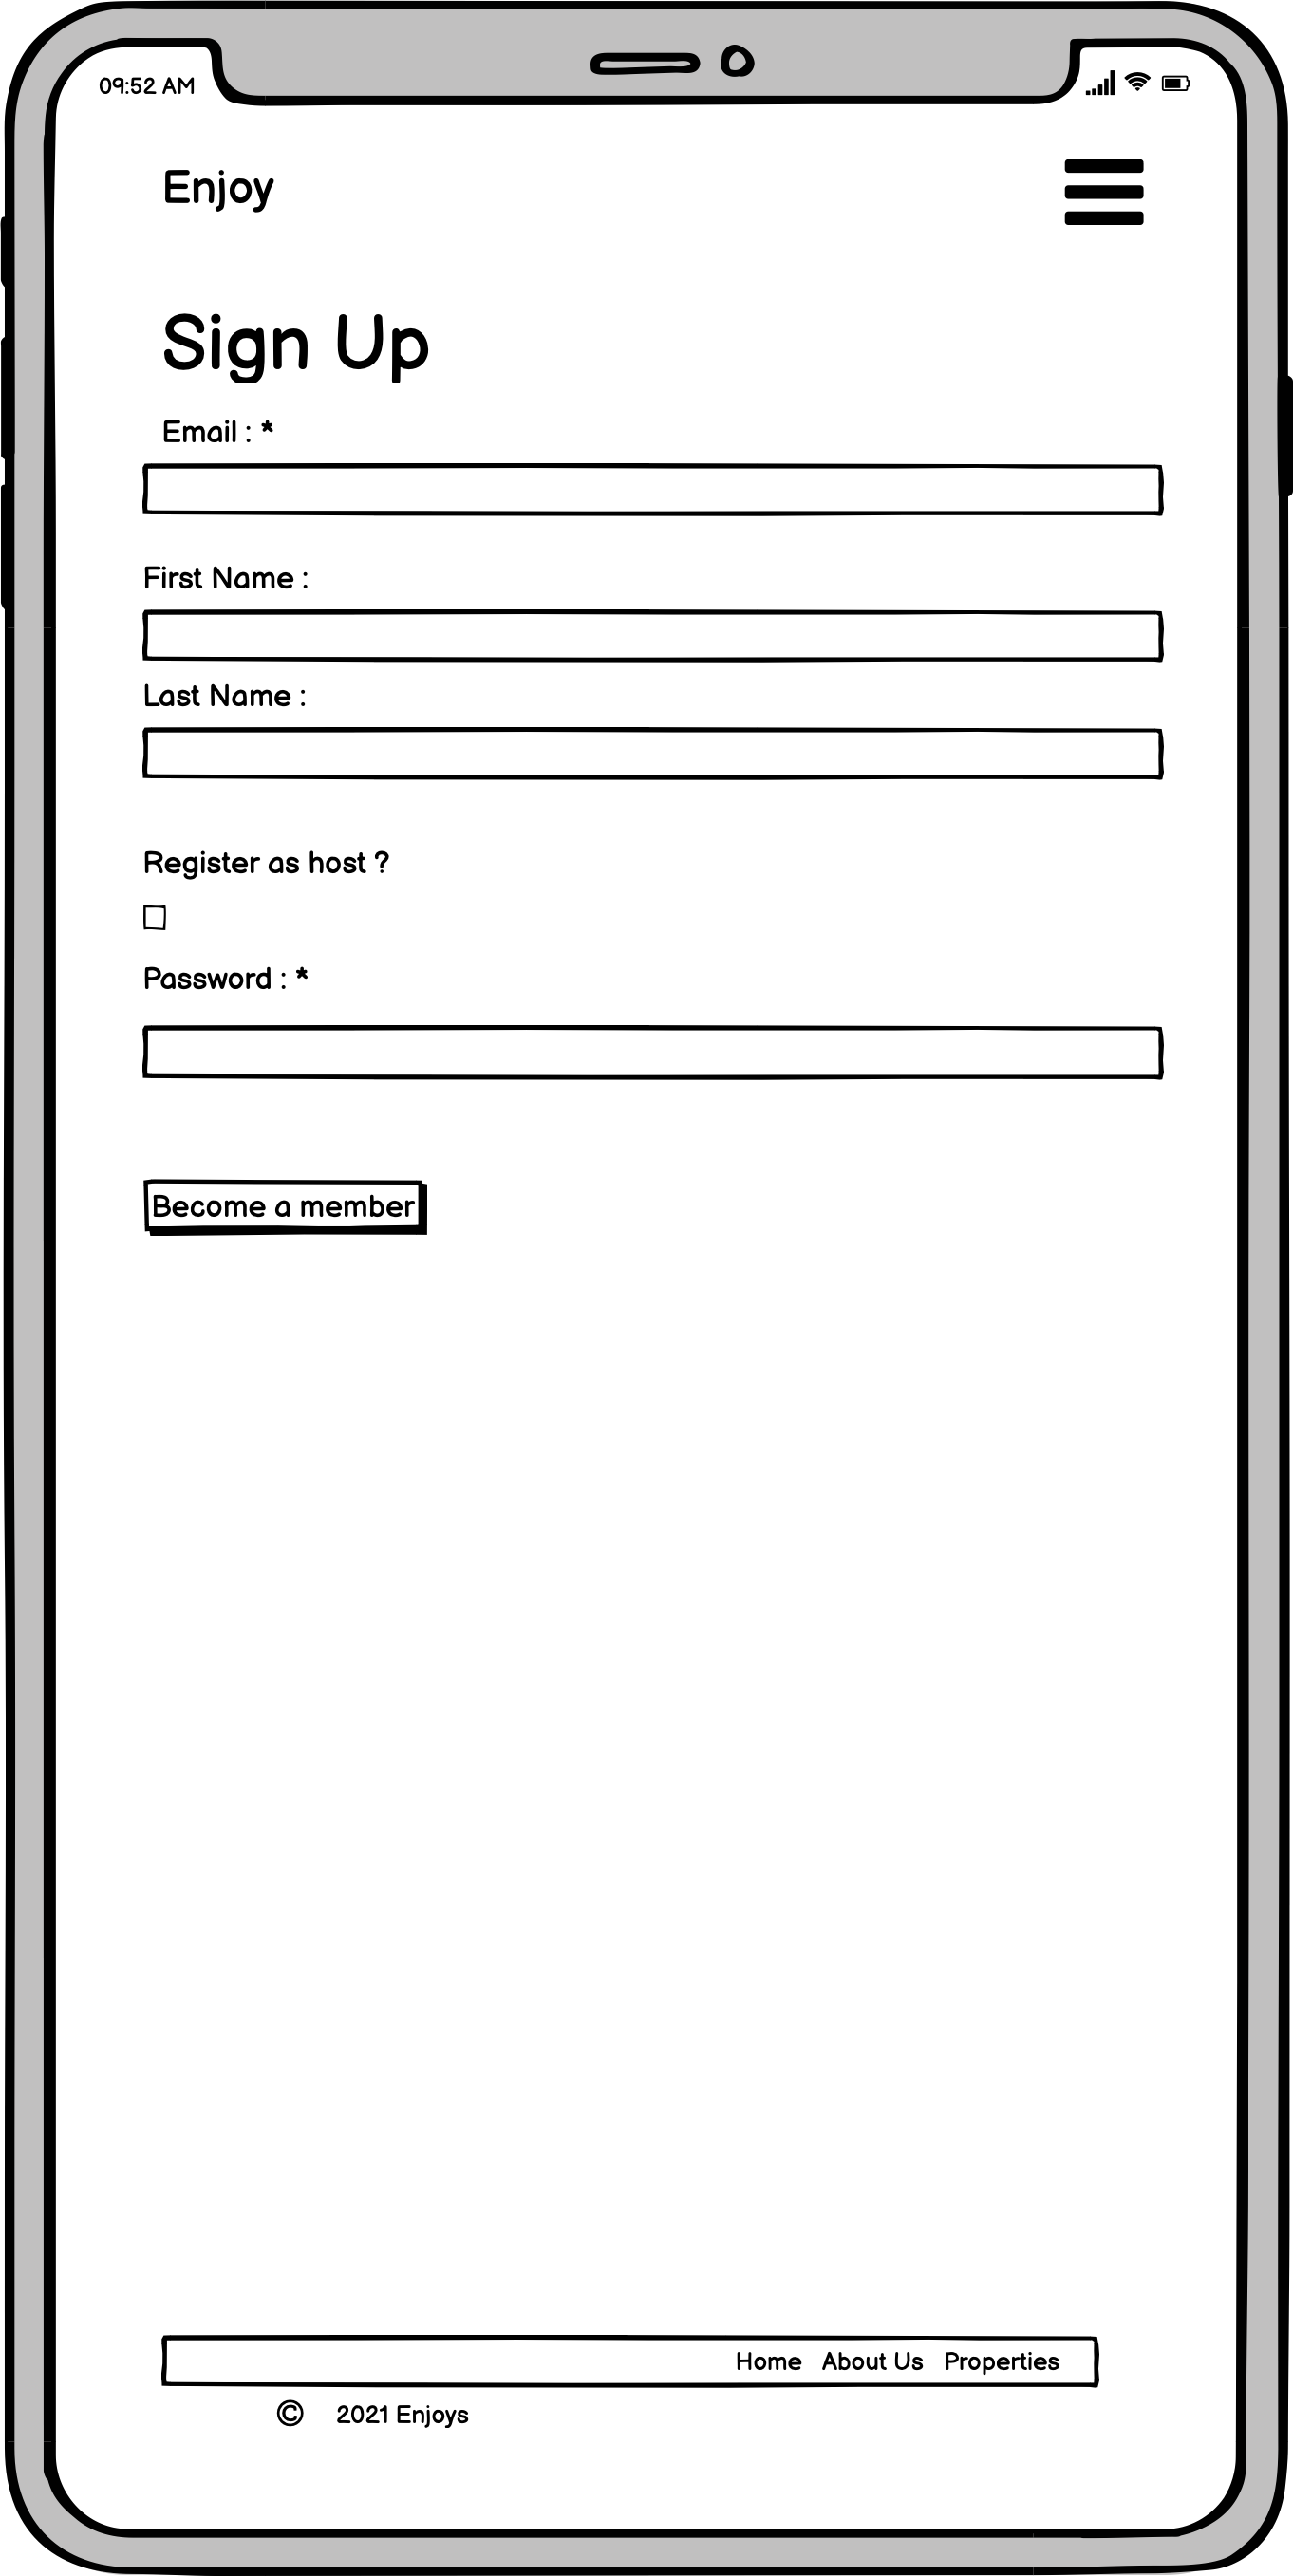 09:52 AM
Enjoy
Sign Up
Email : *
First Name :
Last Name :
Register as host ?
Password : *
Become a member
Home About Us Properties
© 2021 Enjoys